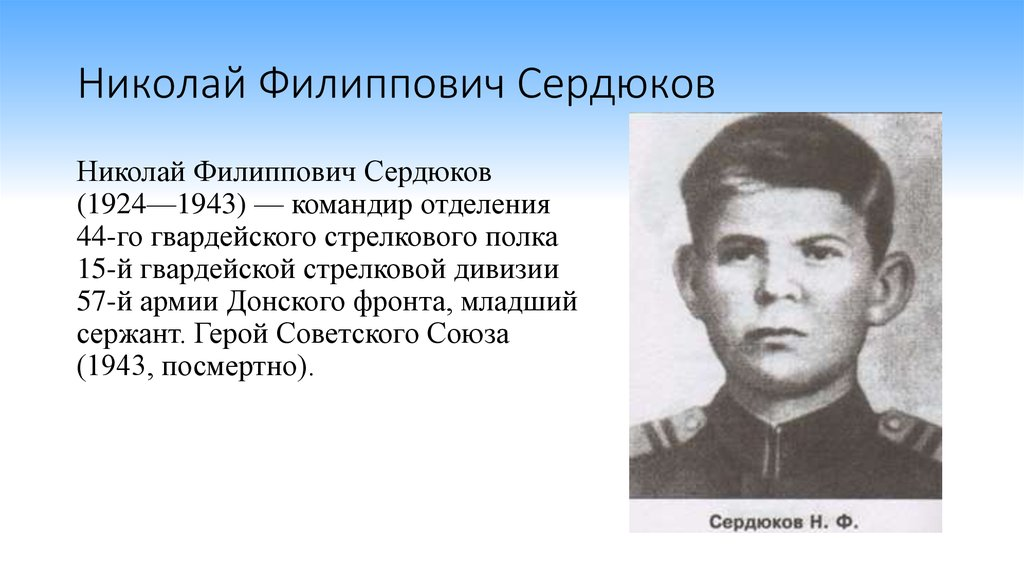 Николай Филиппович Сердюков
Николай Филиппович Сердюков
(1924—1943) — командир отделения
44-го гвардейского стрелкового полка
15-й гвардейской стрелковой дивизии
57-й армии Донского фронта, младший
сержант. Герой Советского Союза
(1943, посмертно).
Сердюков Н. Ф.